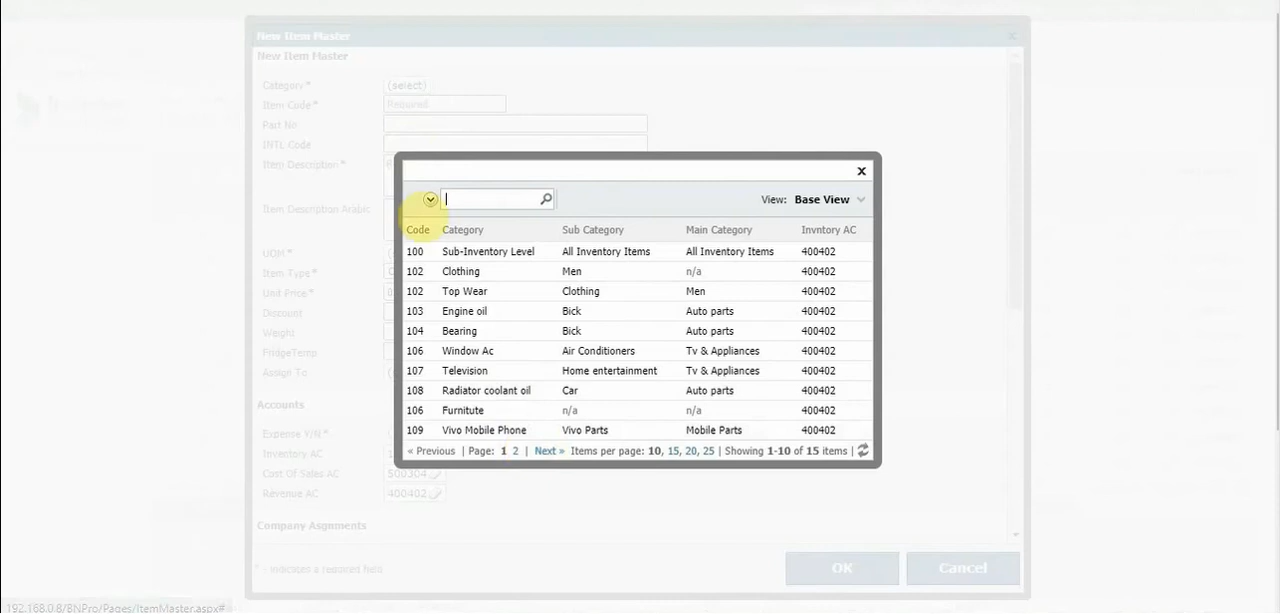 New Item Master
New Item Master
Category *
(select)
Item Code *
Required
Part No
INTL Code
Item Description *
Item Description Arabic
UOM *
Item Type *
Unit Price *
Discount
Weight
FridgeTemp
Assign To
Accounts
Expense Y/N *
Inventory AC
Cost Of Sales AC 500304
Revenue AC 400402
Company Asgnments
* - indicates a required field
OK Cancel
x
View: Base View
Code Category Sub Category Main Category Invntory AC
100 Sub-Inventory Level All Inventory Items All Inventory Items 400402
102 Clothing Men n/a 400402
102 Top Wear Clothing Men 400402
103 Engine oil Bick Auto parts 400402
104 Bearing Bick Auto parts 400402
106 Window Ac Air Conditioners Tv & Appliances 400402
107 Television Home entertainment Tv & Appliances 400402
108 Radiator coolant oil Car Auto parts 400402
106 Furnitute n/a n/a 400402
109 Vivo Mobile Phone Vivo Parts Mobile Parts 400402
« Previous | Page: 1 2 | Next » Items per page: 10, 15, 20, 25 | Showing 1-10 of 15 items |
192.168.0.8/8NPro/Pages/ItemMaster.aspx#